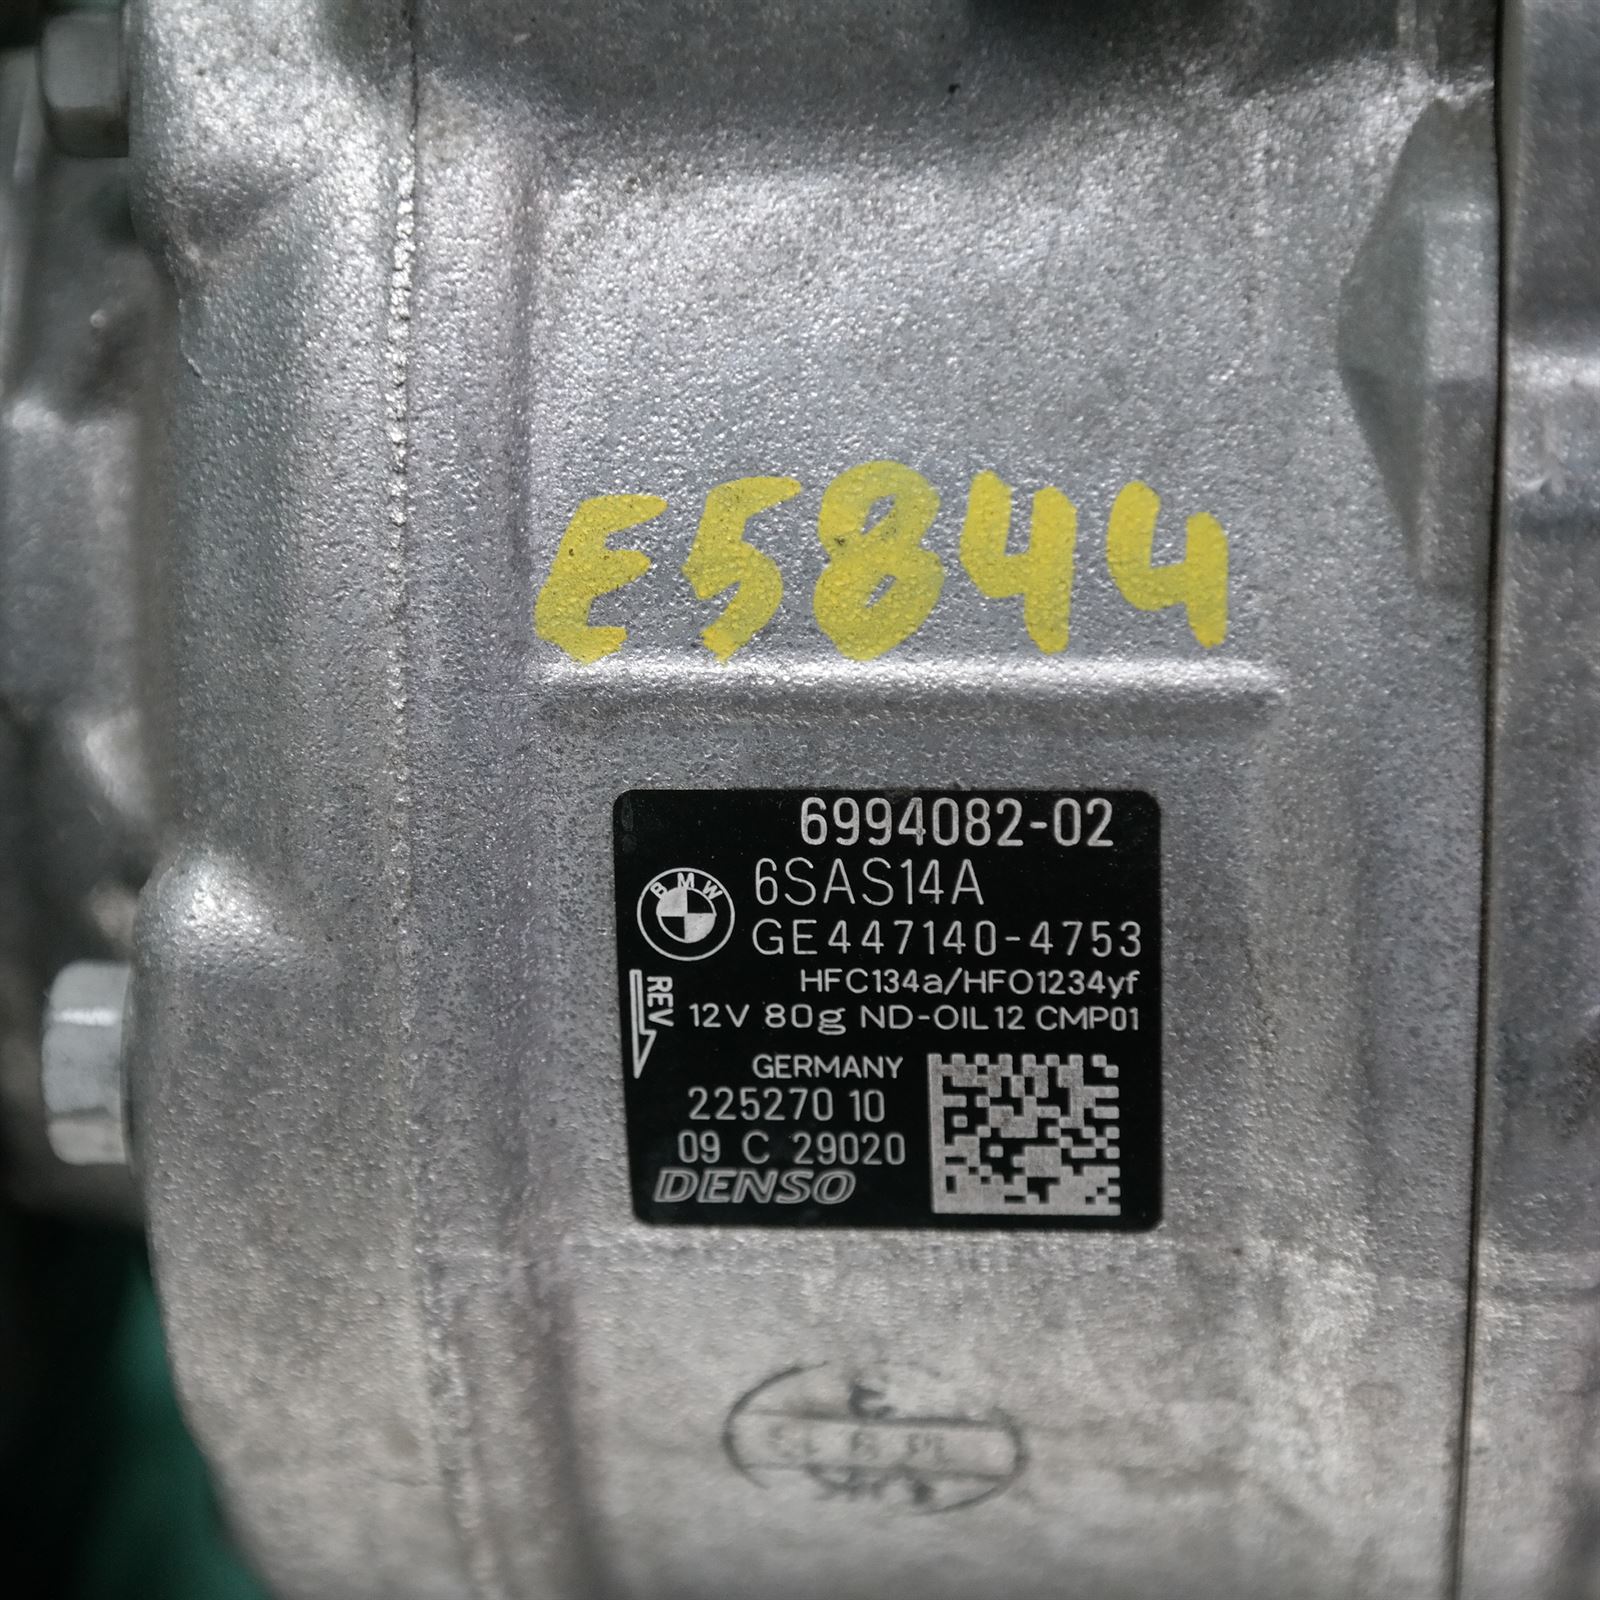 E5844
6994082-02
BMW
6SAS14A
GE447140-4753
HFC134a/HFO1234yf
REV
12V 80g ND-OIL12 CMP01
GERMANY
225270 10
09 C 29020
DENSO